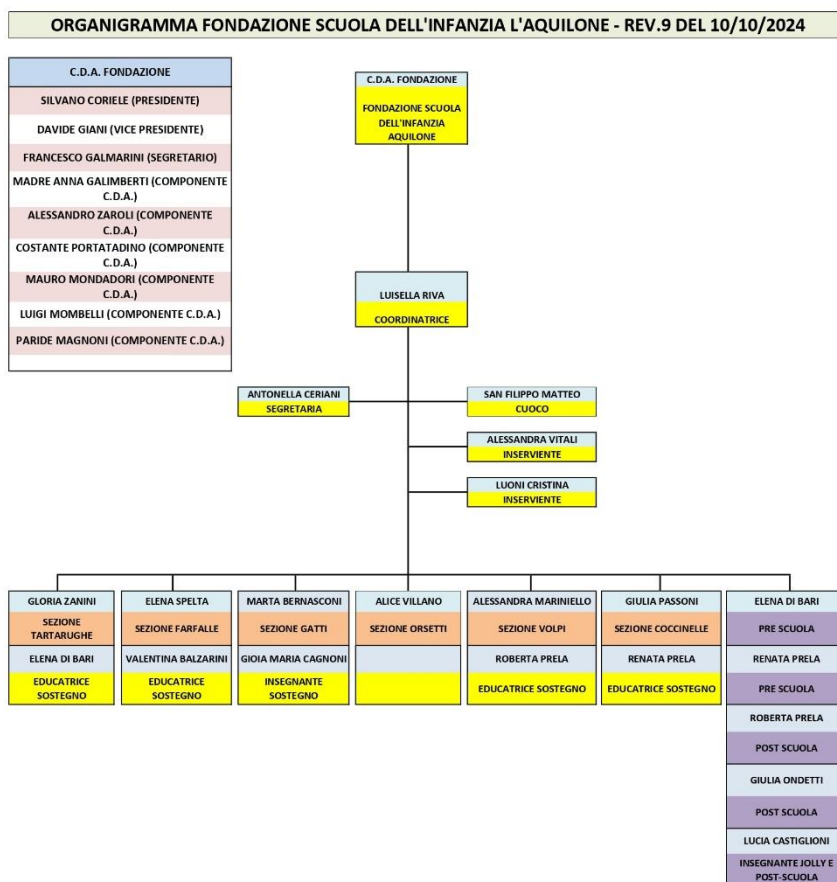 ORGANIGRAMMA FONDAZIONE SCUOLA DELL'INFANZIA L'AQUILONE - REV.9 DEL 10/10/2024
C.D.A. FONDAZIONE
SILVANO CORIELE (PRESIDENTE)
DAVIDE GIANI (VICE PRESIDENTE)
FRANCESCO GALMARINI (SEGRETARIO)
MADRE ANNA GALIMBERTI (COMPONENTE
C.D.A.)
ALESSANDRO ZAROLI (COMPONENTE
C.D.A.)
COSTANTE PORTATADINO (COMPONENTE
C.D.A.)
MAURO MONDADORI (COMPONENTE
C.D.A.)
LUIGI MOMBELLI (COMPONENTE C.D.A.)
PARIDE MAGNONI (COMPONENTE C.D.A.)
C.D.A. FONDAZIONE
FONDAZIONE SCUOLA
DELL'INFANZIA
AQUILONE
LUISELLA RIVA
COORDINATRICE
ANTONELLA CERIANI
SEGRETARIA
SAN FILIPPO MATTEO
CUOCO
ALESSANDRA VITALI
INSERVIENTE
LUONI CRISTINA
INSERVIENTE
GLORIA ZANINI
SEZIONE
TARTARUGHE
ELENA DI BARI
EDUCATRICE
SOSTEGNO
ELENA SPELTA
SEZIONE FARFALLE
VALENTINA BALZARINI
EDUCATRICE
SOSTEGNO
MARTA BERNASCONI
SEZIONE GATTI
GIOIA MARIA CAGNONI
INSEGNANTE
SOSTEGNO
ALICE VILLANO
SEZIONE ORSETTI
ALESSANDRA MARINIELLO
SEZIONE VOLPI
ROBERTA PRELA
EDUCATRICE SOSTEGNO
GIULIA PASSONI
SEZIONE COCCINELLE
RENATA PRELA
EDUCATRICE SOSTEGNO
ELENA DI BARI
PRE SCUOLA
RENATA PRELA
PRE SCUOLA
ROBERTA PRELA
POST SCUOLA
GIULIA ONDETTI
POST SCUOLA
LUCIA CASTIGLIONI
INSEGNANTE JOLLY E
POST-SCUOLA